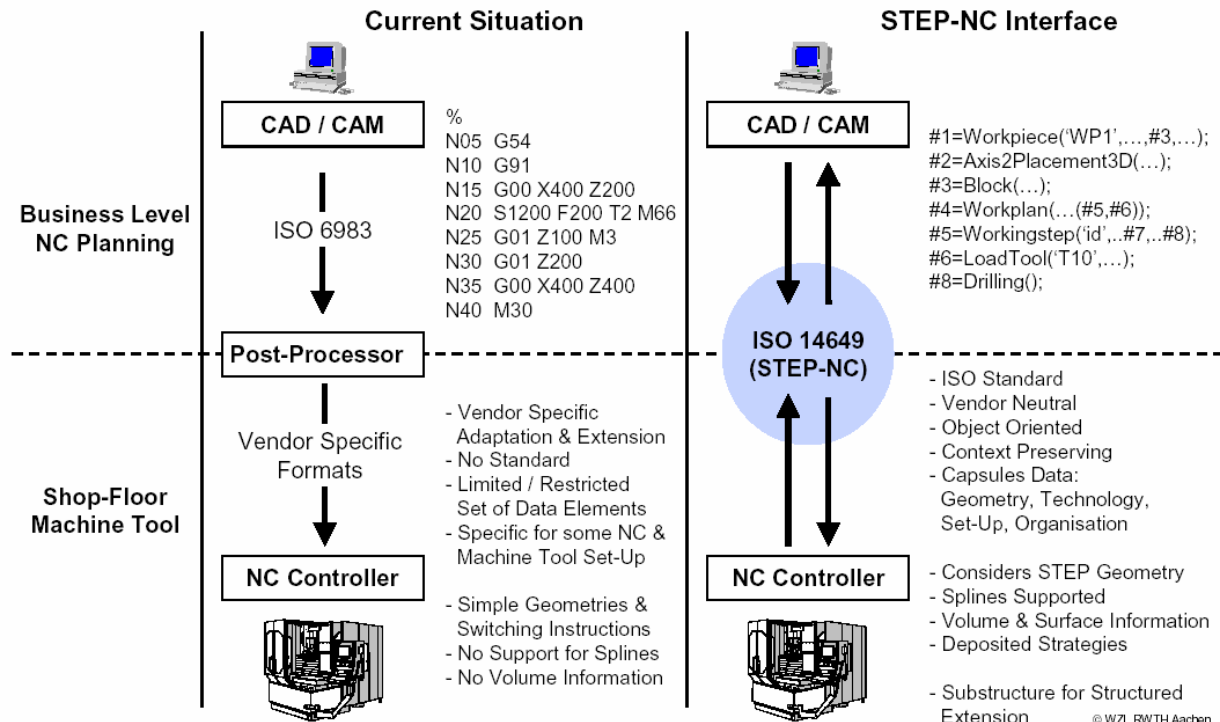 Current Situation
STEP-NC Interface
Business Level
NC Planning
CAD / CAM
ISO 6983
%
N05 G54
N10 G91
N15 G00 X400 Z200
N20 S1200 F200 T2 M66
N25 G01 Z100 M3
N30 G01 Z200
N35 G00 X400 Z400
N40 M30
CAD / CAM
#1=Workpiece(‘WP1’,…,#3,…);
#2=Axis2Placement3D(…);
#3=Block(…);
#4=Workplan(…(#5,#6));
#5=Workingstep(‘id’,..#7,..#8);
#6=LoadTool(‘T10’,…);
#8=Drilling();
Post-Processor
ISO 14649
(STEP-NC)
Shop-Floor
Machine Tool
Vendor Specific
Formats
NC Controller
- Vendor Specific
Adaptation & Extension
- No Standard
- Limited / Restricted
Set of Data Elements
- Specific for some NC &
Machine Tool Set-Up
- Simple Geometries &
Switching Instructions
- No Support for Splines
- No Volume Information
NC Controller
- ISO Standard
- Vendor Neutral
- Object Oriented
- Context Preserving
- Capsules Data:
Geometry, Technology,
Set-Up, Organisation
- Considers STEP Geometry
- Splines Supported
- Volume & Surface Information
- Deposited Strategies
- Substructure for Structured
Extension
© WZL RWTH Aachen